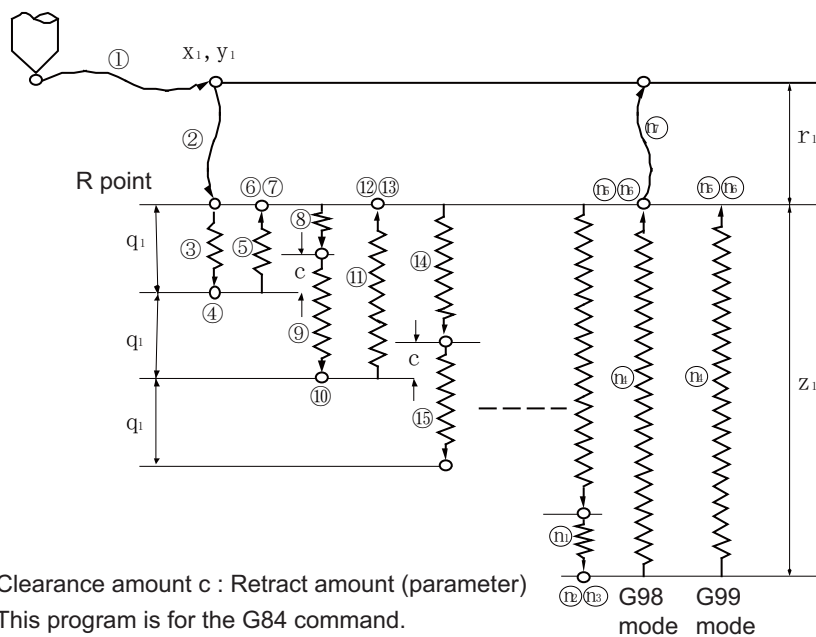 ① x₁, y₁
② n₇ r₁
R point ⑥⑦ ⑫⑬ n₅ n₆ n₅ n₆
q₁ ③ ⑤ ⑧ c ⑪ ⑭
④ ⑨ c
q₁ n₄ n₄ z₁
⑩ ⑮
q₁
n₁
Clearance amount c : Retract amount (parameter) n₂ n₃ G98 G99
This program is for the G84 command. mode mode